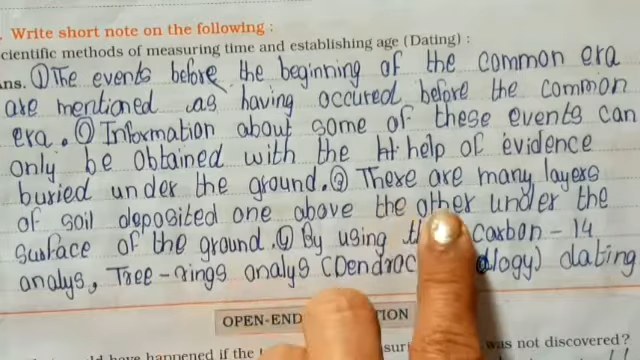 Write short note on the following :
cientific methods of measuring time and establishing age (Dating) :
ns. ① The events before the beginning of the common era
are mentioned as having occured before the common
era. ② Information about some of these events can
only be obtained with the help of evidence
buried under the ground. ③ There are many layers
of soil deposited one above the other under the
surface of the ground. ④ By using carbon - 14
analys, Tree - rings analys (Dendroc ology) dating
OPEN-END TION
have happened if the was not discovered?